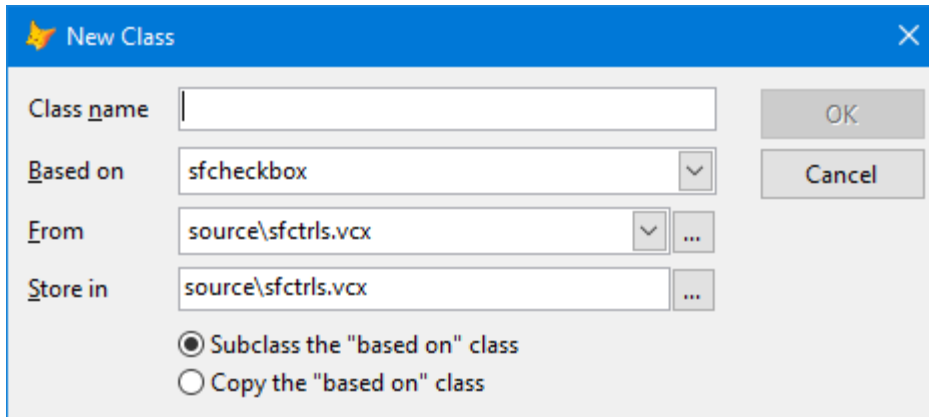 New Class
Class name
OK
Based on sfcheckbox
Cancel
From source\sfctrls.vcx ...
Store in source\sfctrls.vcx ...
Subclass the "based on" class
Copy the "based on" class